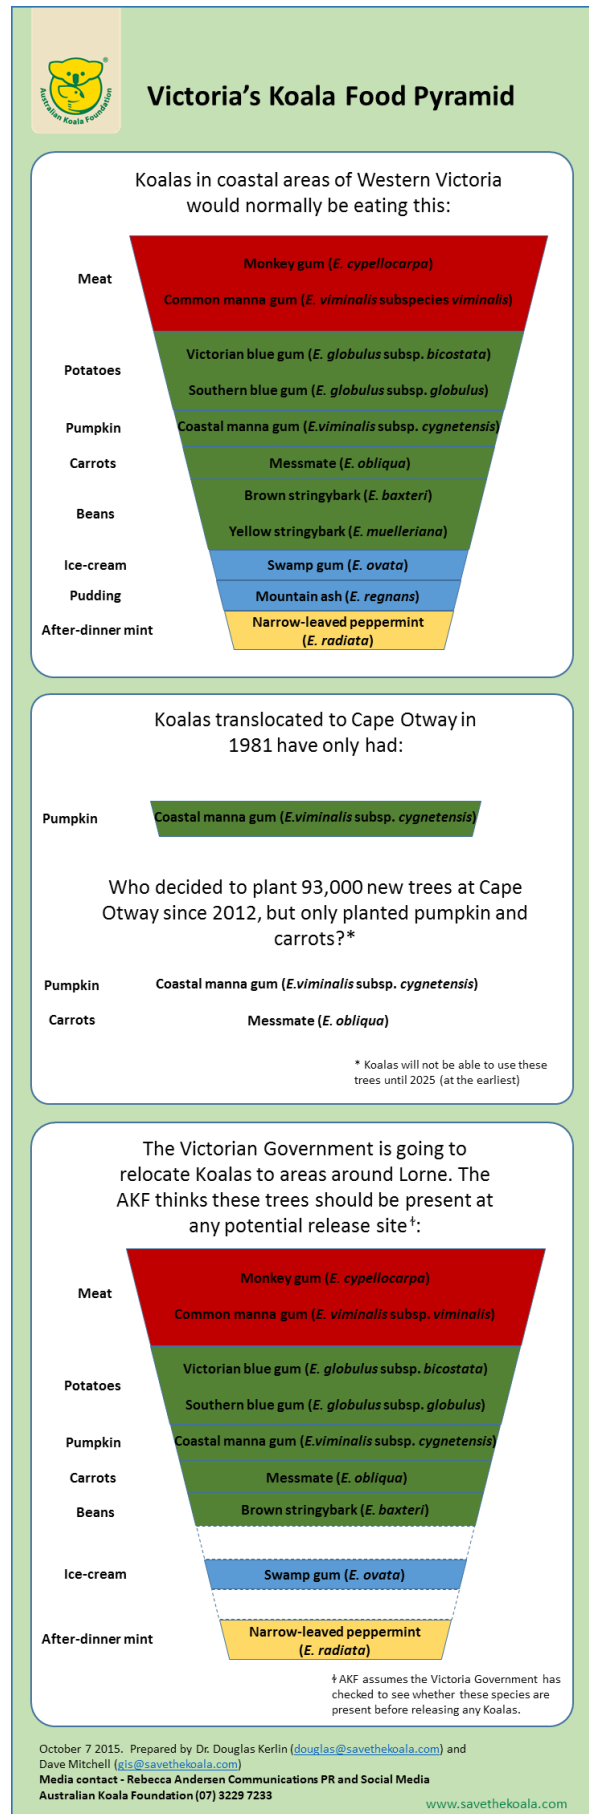 Australian Koala Foundation
®
Victoria's Koala Food Pyramid
Koalas in coastal areas of Western Victoria
would normally be eating this:
Meat
Monkey gum (E. cypellocarpa)
Common manna gum (E. viminalis subspecies viminalis)
Potatoes
Victorian blue gum (E. globulus subsp. bicostata)
Southern blue gum (E. globulus subsp. globulus)
Pumpkin
Coastal manna gum (E.viminalis subsp. cygnetensis)
Carrots
Messmate (E. obliqua)
Beans
Brown stringybark (E. baxteri)
Yellow stringybark (E. muelleriana)
Ice-cream
Swamp gum (E. ovata)
Pudding
Mountain ash (E. regnans)
After-dinner mint
Narrow-leaved peppermint
(E. radiata)
Koalas translocated to Cape Otway in
1981 have only had:
Pumpkin
Coastal manna gum (E.viminalis subsp. cygnetensis)
Who decided to plant 93,000 new trees at Cape
Otway since 2012, but only planted pumpkin and
carrots?*
Pumpkin
Coastal manna gum (E.viminalis subsp. cygnetensis)
Carrots
Messmate (E. obliqua)
* Koalas will not be able to use these
trees until 2025 (at the earliest)
The Victorian Government is going to
relocate Koalas to areas around Lorne. The
AKF thinks these trees should be present at
any potential release site ɫ:
Meat
Monkey gum (E. cypellocarpa)
Common manna gum (E. viminalis subsp. viminalis)
Potatoes
Victorian blue gum (E. globulus subsp. bicostata)
Southern blue gum (E. globulus subsp. globulus)
Pumpkin
Coastal manna gum (E.viminalis subsp. cygnetensis)
Carrots
Messmate (E. obliqua)
Beans
Brown stringybark (E. baxteri)
Ice-cream
Swamp gum (E. ovata)
After-dinner mint
Narrow-leaved peppermint
(E. radiata)
ɫ AKF assumes the Victoria Government has
checked to see whether these species are
present before releasing any Koalas.
October 7 2015. Prepared by Dr. Douglas Kerlin (douglas@savethekoala.com) and
Dave Mitchell (gis@savethekoala.com)
Media contact - Rebecca Andersen Communications PR and Social Media
Australian Koala Foundation (07) 3229 7233
www.savethekoala.com